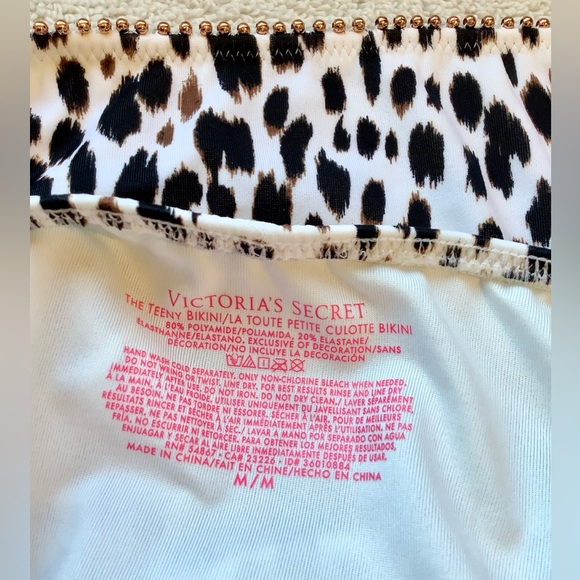 VICTORIA'S SECRET
THE TEENY BIKINI/LA TOUTE PETITE CULOTTE BIKINI
80% POLYAMIDE/POLIAMIDA, 20% ELASTANE/
ELASTHANNE/ELASTANO. EXCLUSIVE OF DECORATION/SANS
DÉCORATION/NO INCLUYE LA DECORACIÓN
HAND WASH COLD SEPARATELY. ONLY NON-CHLORINE BLEACH WHEN NEEDED.
DO NOT WRING OR TWIST. LINE DRY. FOR BEST RESULTS RINSE AND LINE DRY
IMMEDIATELY AFTER USE. DO NOT IRON. DO NOT DRY CLEAN./ LAVER SÉPARÉMENT
À LA MAIN, À L'EAU FROIDE. UTILISER UNIQUEMENT DU JAVELLISANT SANS CHLORE,
AU BESOIN. NE PAS TORDRE NI ESSORER. SÉCHER À L'AIR. POUR DE MEILLEURS
RÉSULTATS RINCER ET SÉCHER À L'AIR IMMÉDIATEMENT APRÈS L'UTILISATION. NE PAS
REPASSER. NE PAS NETTOYER À SEC./ LAVAR A MANO POR SEPARADO CON AGUA
FRÍA. NO ESCURRIR NI RETORCER. PARA OBTENER LOS MEJORES RESULTADOS,
ENJUAGAR Y SECAR AL AIRE LIBRE INMEDIATAMENTE DESPUÉS DE USAR.
RN# 54867 • CA# 23226 • ID# 36010884
MADE IN CHINA/FAIT EN CHINE/HECHO EN CHINA
M/M